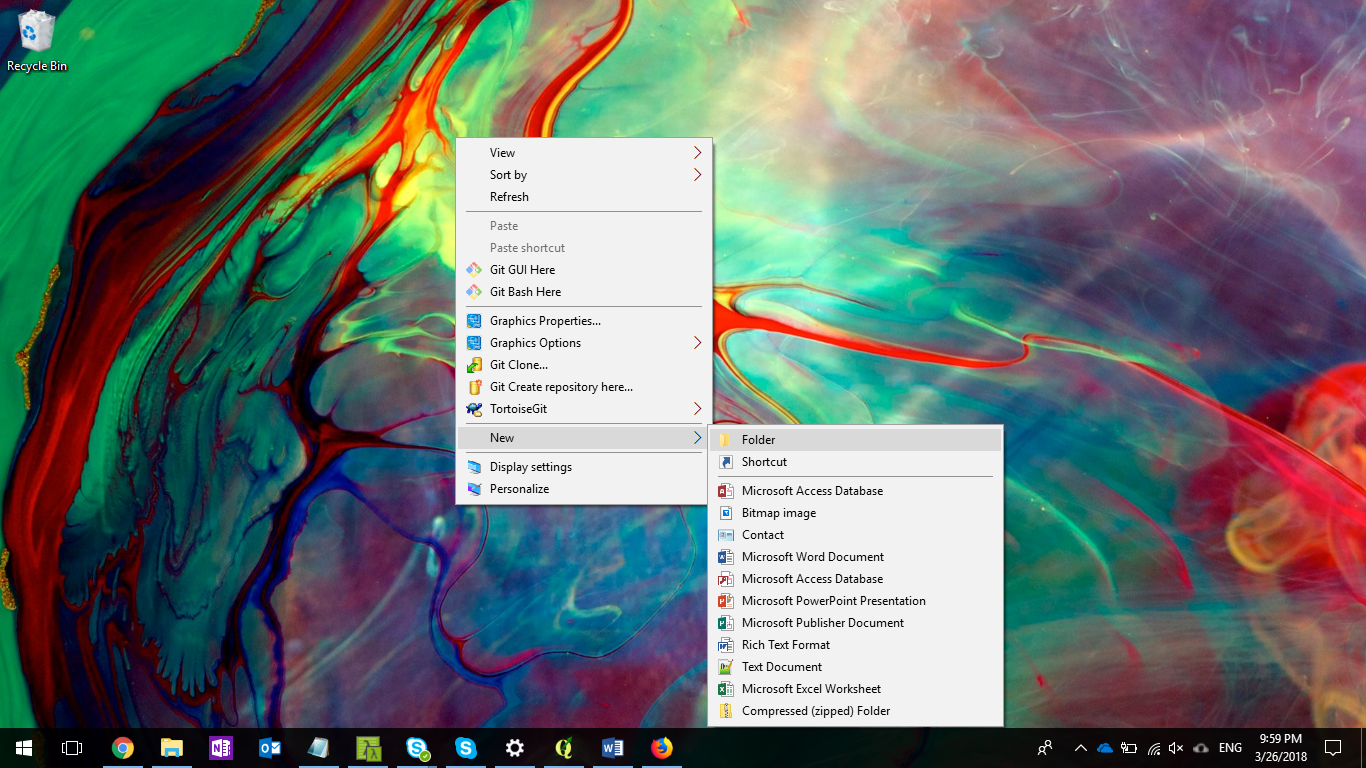 Recycle Bin
View
Sort by
Refresh
Paste
Paste shortcut
Git GUI Here
Git Bash Here
Graphics Properties...
Graphics Options
Git Clone...
Git Create repository here...
TortoiseGit
New
Display settings
Personalize
Folder
Shortcut
Microsoft Access Database
Bitmap image
Contact
Microsoft Word Document
Microsoft Access Database
Microsoft PowerPoint Presentation
Microsoft Publisher Document
Rich Text Format
Text Document
Microsoft Excel Worksheet
Compressed (zipped) Folder
ENG
9:59 PM
3/26/2018